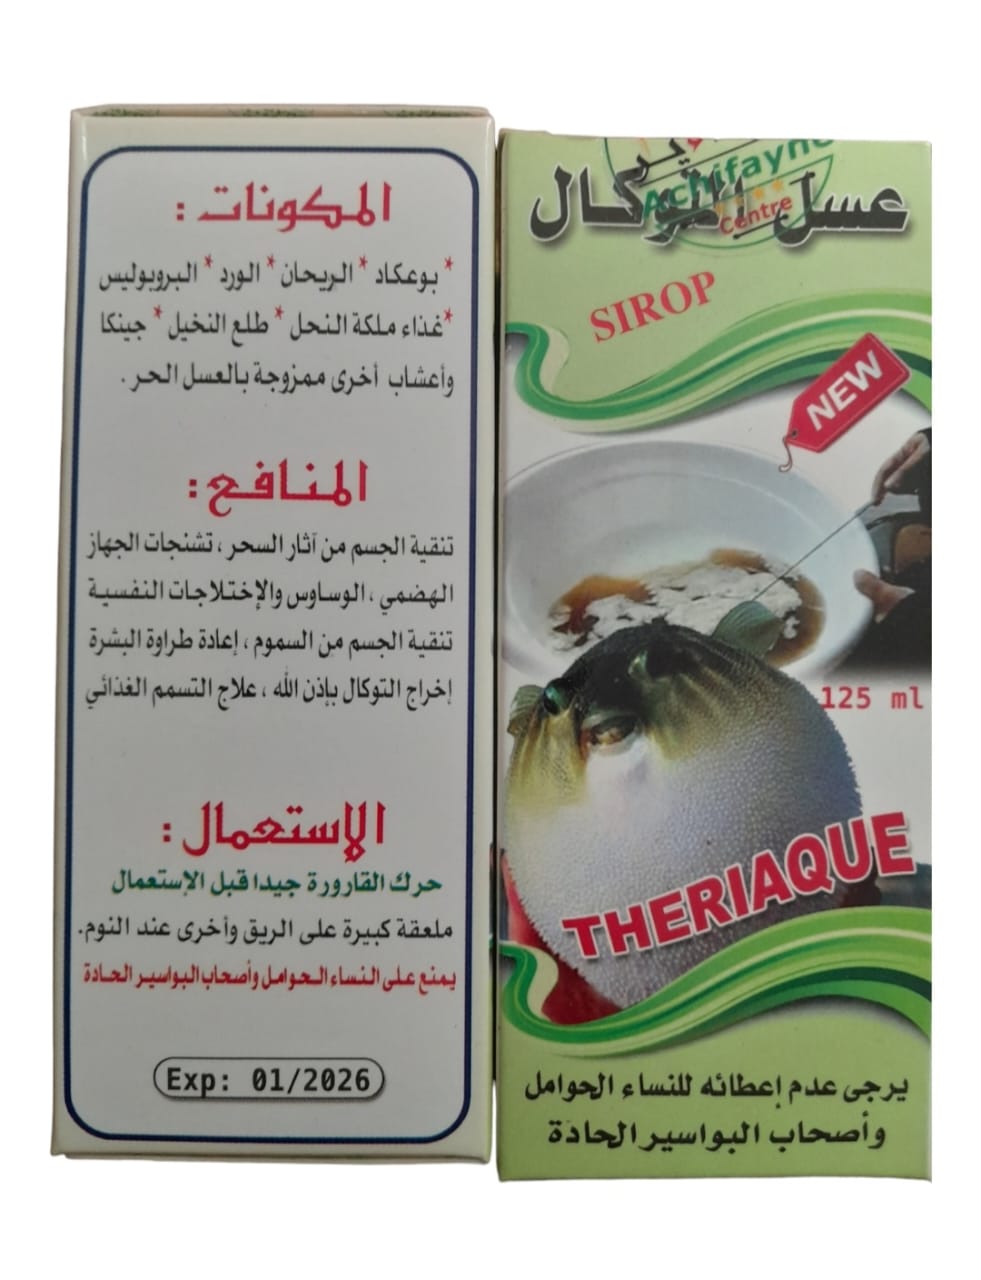 المكونات :
* بوعكاد * الريحان * الورد * البروبوليس
* غذاء ملكة النحل * طلع النخيل * جينكا
وأعشاب أخرى ممزوجة بالعسل الحر .
المنافع :
تنقية الجسم من آثار السحر ، تشنجات الجهاز
الهضمي ، الوساوس والإختلاجات النفسية
تنقية الجسم من السموم ، إعادة طراوة البشرة
إخراج التوكال بإذن الله ، علاج التسمم الغذائي
الإستعمال :
حرك القارورة جيدا قبل الإستعمال
ملعقة كبيرة على الريق وأخرى عند النوم.
يمنع على النساء الحوامل وأصحاب البواسير الحادة
Exp: 01/2026
Achifayne
Centre
عسل التوكال
SIROP
NEW
125 ml
THERIAQUE
يرجى عدم إعطائه للنساء الحوامل
وأصحاب البواسير الحادة